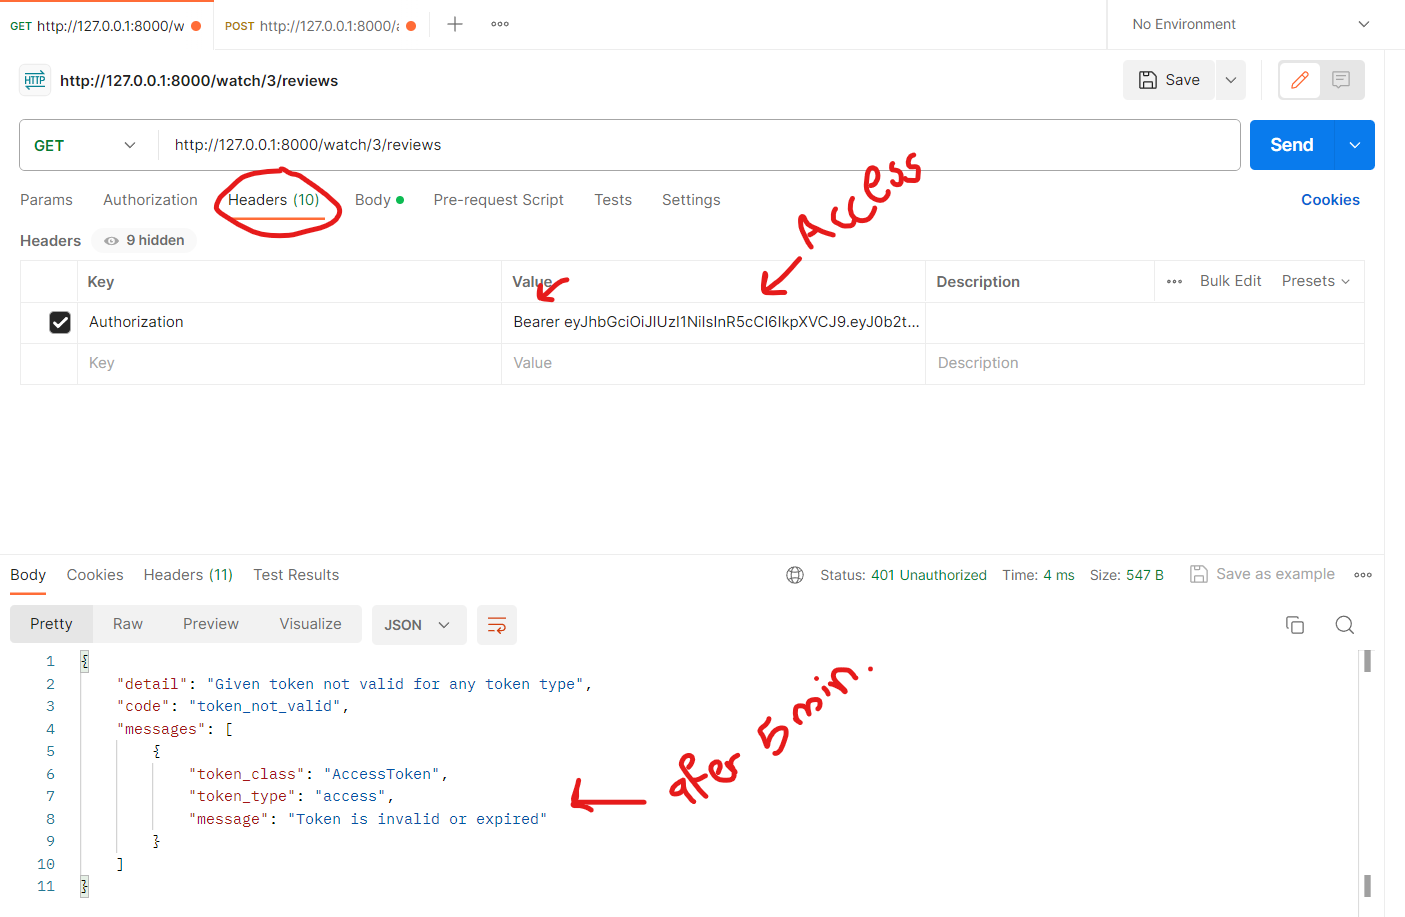 GET http://127.0.0.1:8000/w POST http://127.0.0.1:8000/a No Environment
HTTP http://127.0.0.1:8000/watch/3/reviews Save
GET http://127.0.0.1:8000/watch/3/reviews Send
Params Authorization Headers (10) Body Pre-request Script Tests Settings Cookies
Access
Headers 9 hidden
Key Value Description Bulk Edit Presets
Authorization Bearer eyJhbGciOiJIUzI1NiIsInR5cCI6IkpXVCJ9.eyJ0b2t...
Key Value Description
Body Cookies Headers (11) Test Results Status: 401 Unauthorized Time: 4 ms Size: 547 B Save as example
Pretty Raw Preview Visualize JSON
1 {
2 "detail": "Given token not valid for any token type",
3 "code": "token_not_valid",
4 "messages": [
5 {
6 "token_class": "AccessToken",
7 "token_type": "access",
8 "message": "Token is invalid or expired"
9 }
10 ]
11 }
afer 5 min.